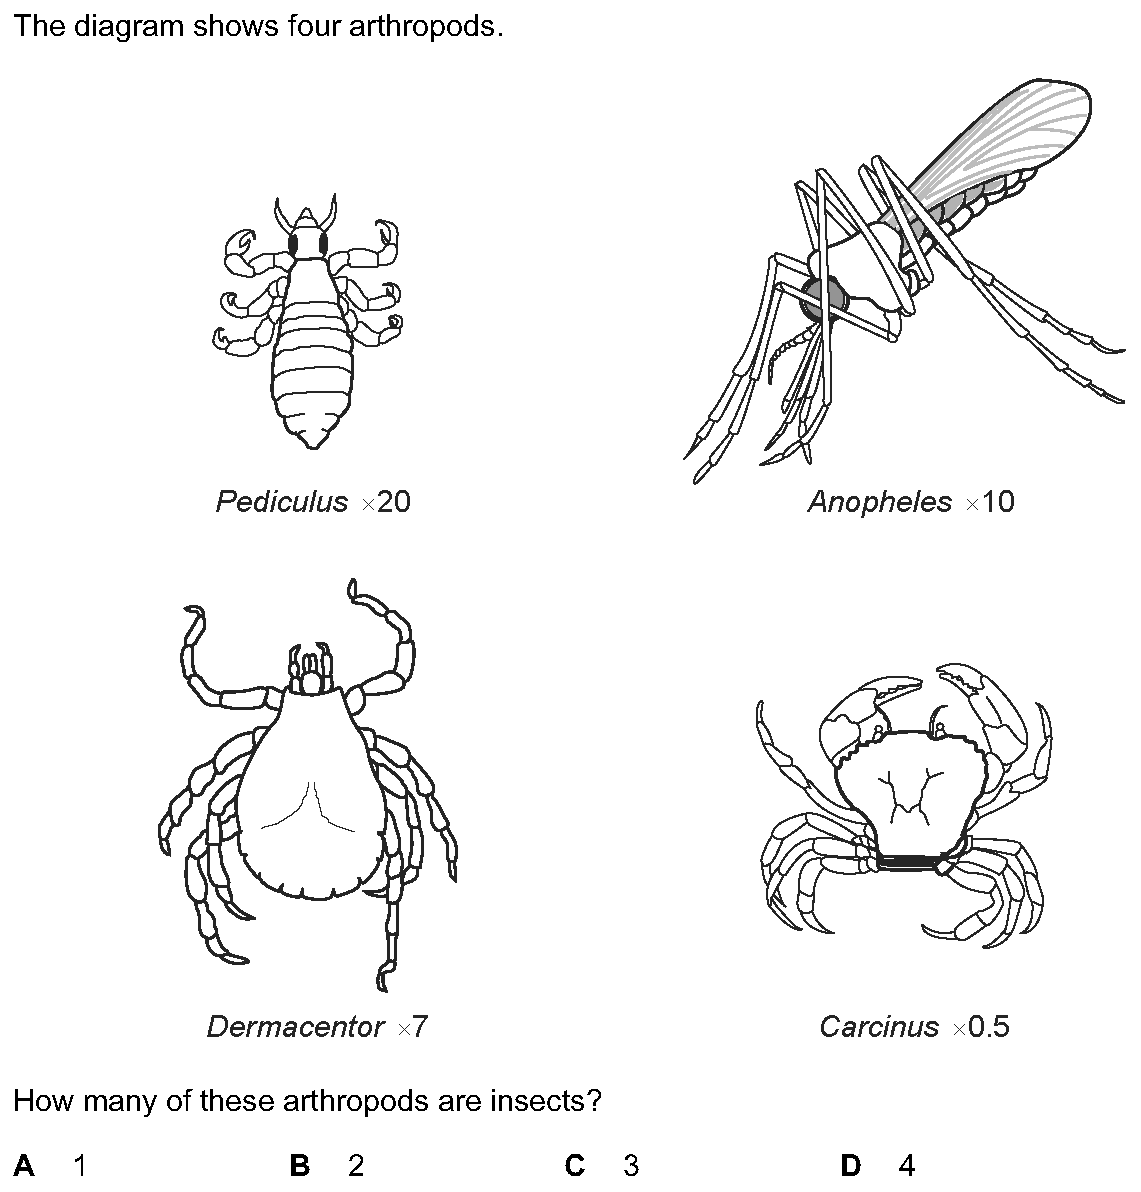 The diagram shows four arthropods.
Pediculus ×20
Anopheles ×10
Dermacentor ×7
Carcinus ×0.5
How many of these arthropods are insects?
A 1 B 2 C 3 D 4